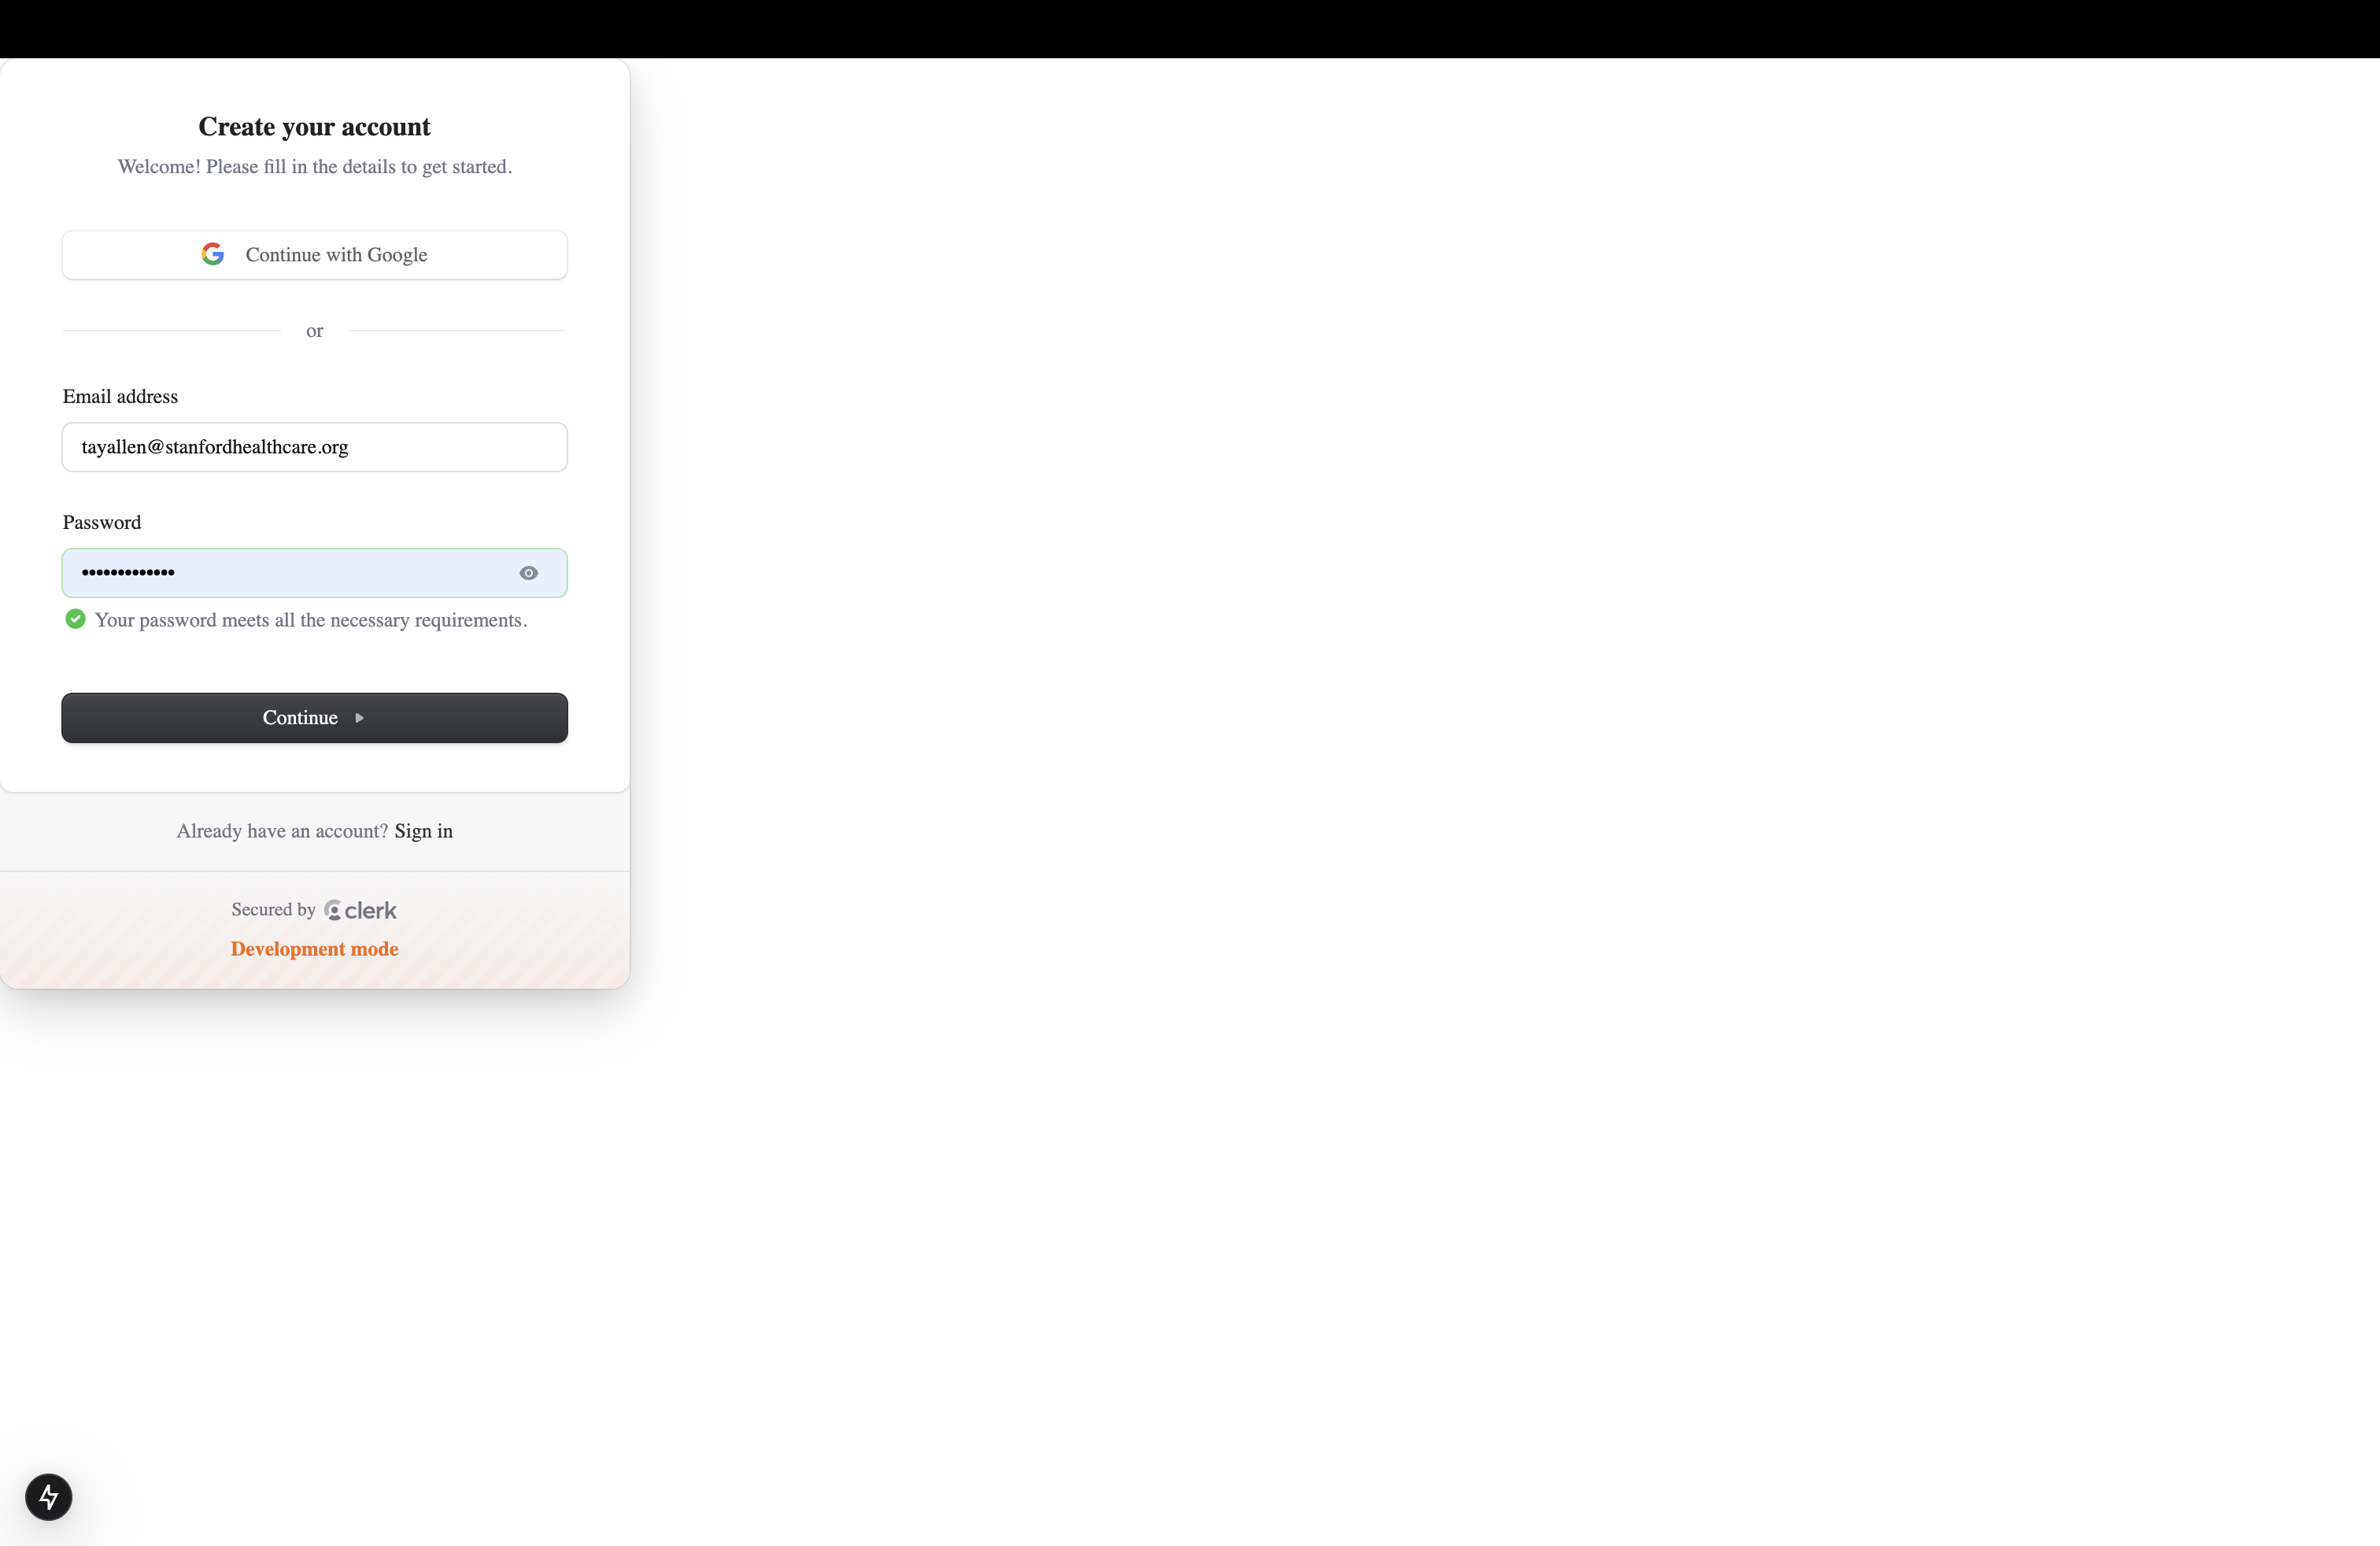 Create your account
Welcome! Please fill in the details to get started.
Continue with Google
or
Email address
tayallen@stanfordhealthcare.org
Password
•••••••••••••
Your password meets all the necessary requirements.
Continue
Already have an account? Sign in
Secured by clerk
Development mode